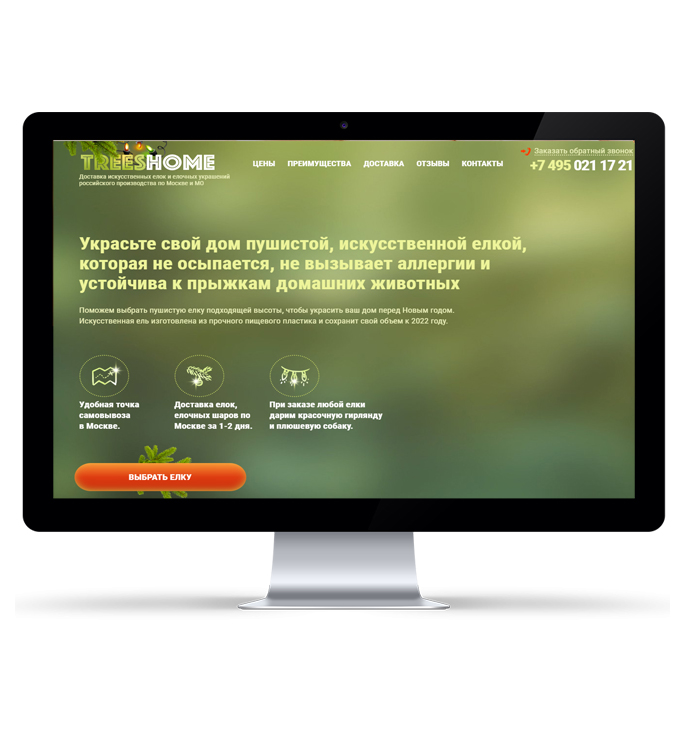 TREESHOME
Доставка искусственных елок и елочных украшений
российского производства по Москве и МО
ЦЕНЫ ПРЕИМУЩЕСТВА ДОСТАВКА ОТЗЫВЫ КОНТАКТЫ
Заказать обратный звонок
+7 495 021 17 21
Украсьте свой дом пушистой, искусственной елкой,
которая не осыпается, не вызывает аллергии и
устойчива к прыжкам домашних животных
Поможем выбрать пушистую елку подходящей высоты, чтобы украсить ваш дом перед Новым годом.
Искусственная ель изготовлена из прочного пищевого пластика и сохранит свой объем к 2022 году.
Удобная точка
самовывоза
в Москве.
Доставка елок,
елочных шаров по
Москве за 1-2 дня.
При заказе любой елки
дарим красочную гирлянду
и плюшевую собаку.
ВЫБРАТЬ ЕЛКУ